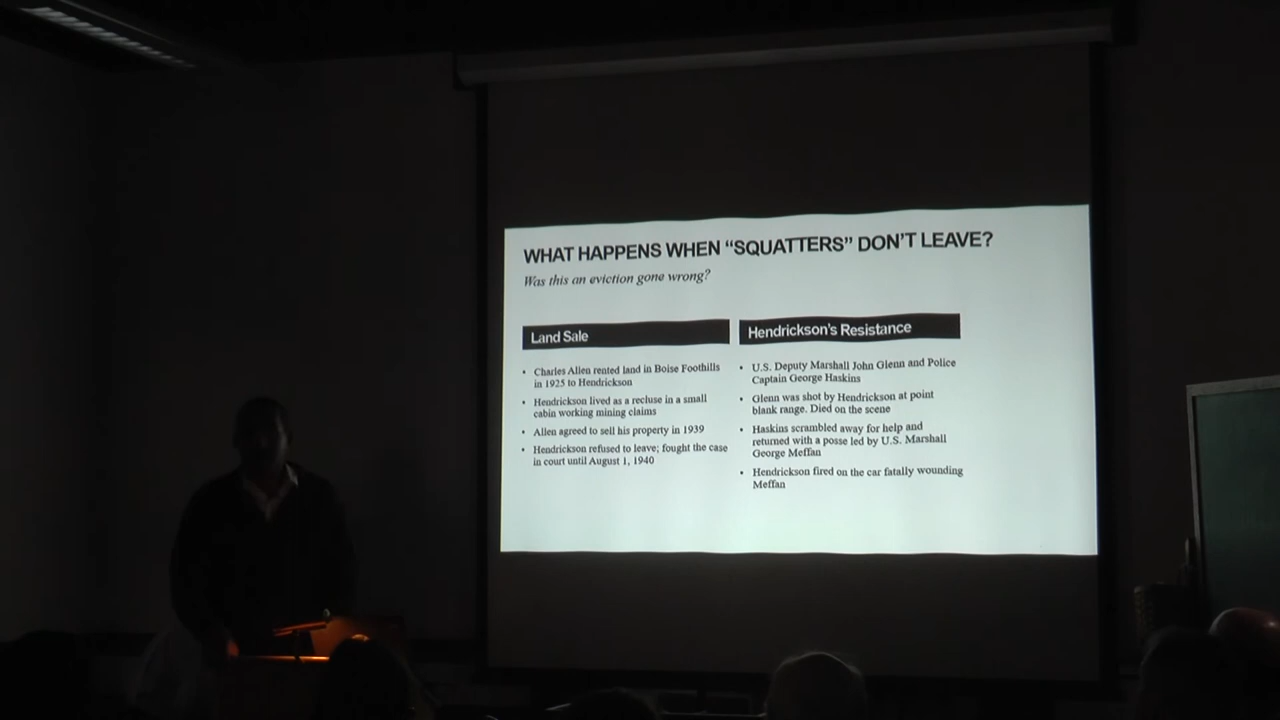 WHAT HAPPENS WHEN “SQUATTERS” DON’T LEAVE?
Was this an eviction gone wrong?
Land Sale
• Charles Allen rented land in Boise Foothills
in 1925 to Hendrickson
• Hendrickson lived as a recluse in a small
cabin working mining claims
• Allen agreed to sell his property in 1939
• Hendrickson refused to leave; fought the case
in court until August 1, 1940
Hendrickson’s Resistance
• U.S. Deputy Marshall John Glenn and Police
Captain George Haskins
• Glenn was shot by Hendrickson at point
blank range. Died on the scene
• Haskins scrambled away for help and
returned with a posse led by U.S. Marshall
George Meffan
• Hendrickson fired on the car fatally wounding
Meffan